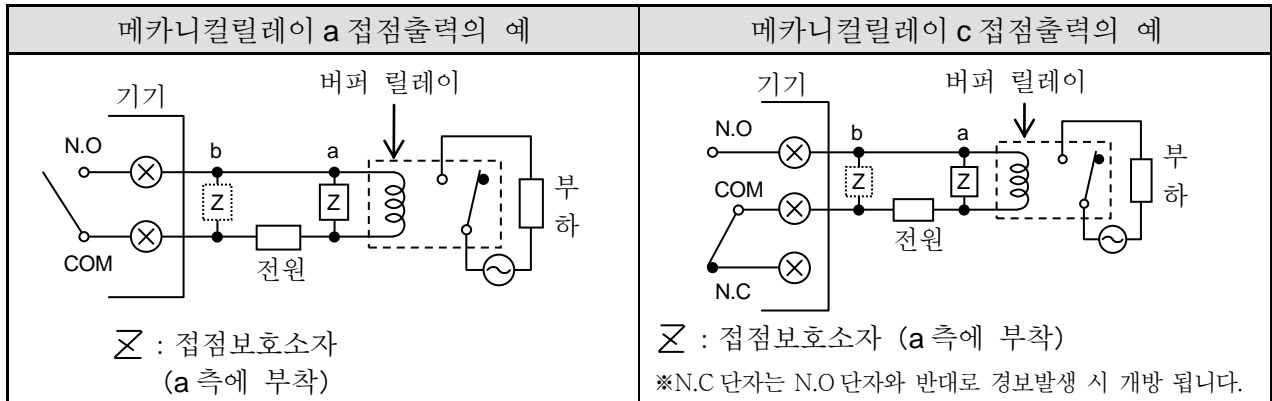 메카니컬릴레이 a 접점출력의 예
기기
버퍼 릴레이
N.O
b
a
Z
Z
부
하
COM
전원
Z : 접점보호소자
(a 측에 부착)
메카니컬릴레이 c 접점출력의 예
기기
버퍼 릴레이
N.O
b
a
COM
Z
Z
부
하
전원
N.C
Z : 접점보호소자 (a 측에 부착)
※N.C 단자는 N.O 단자와 반대로 경보발생 시 개방 됩니다.